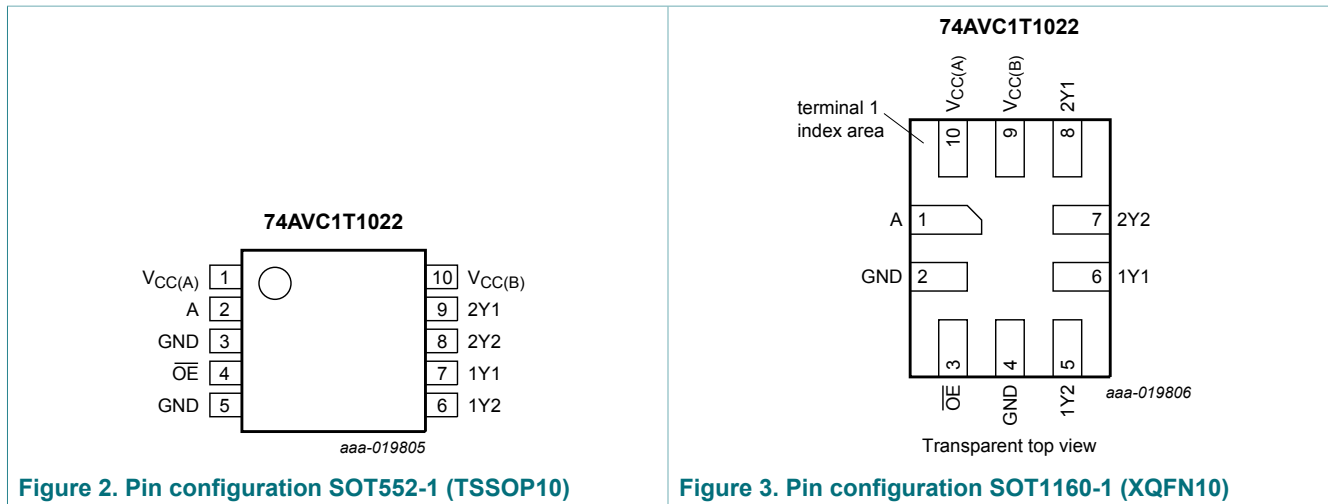 74AVC1T1022
VCC(A) 1
A 2
GND 3
OE 4
GND 5
10 VCC(B)
9 2Y1
8 2Y2
7 1Y1
6 1Y2
aaa-019805
Figure 2. Pin configuration SOT552-1 (TSSOP10)
74AVC1T1022
terminal 1
index area
VCC(A)
VCC(B)
2Y1
10
9
8
A 1
GND 2
7 2Y2
6 1Y1
3
4
5
OE
GND
1Y2
aaa-019806
Transparent top view
Figure 3. Pin configuration SOT1160-1 (XQFN10)